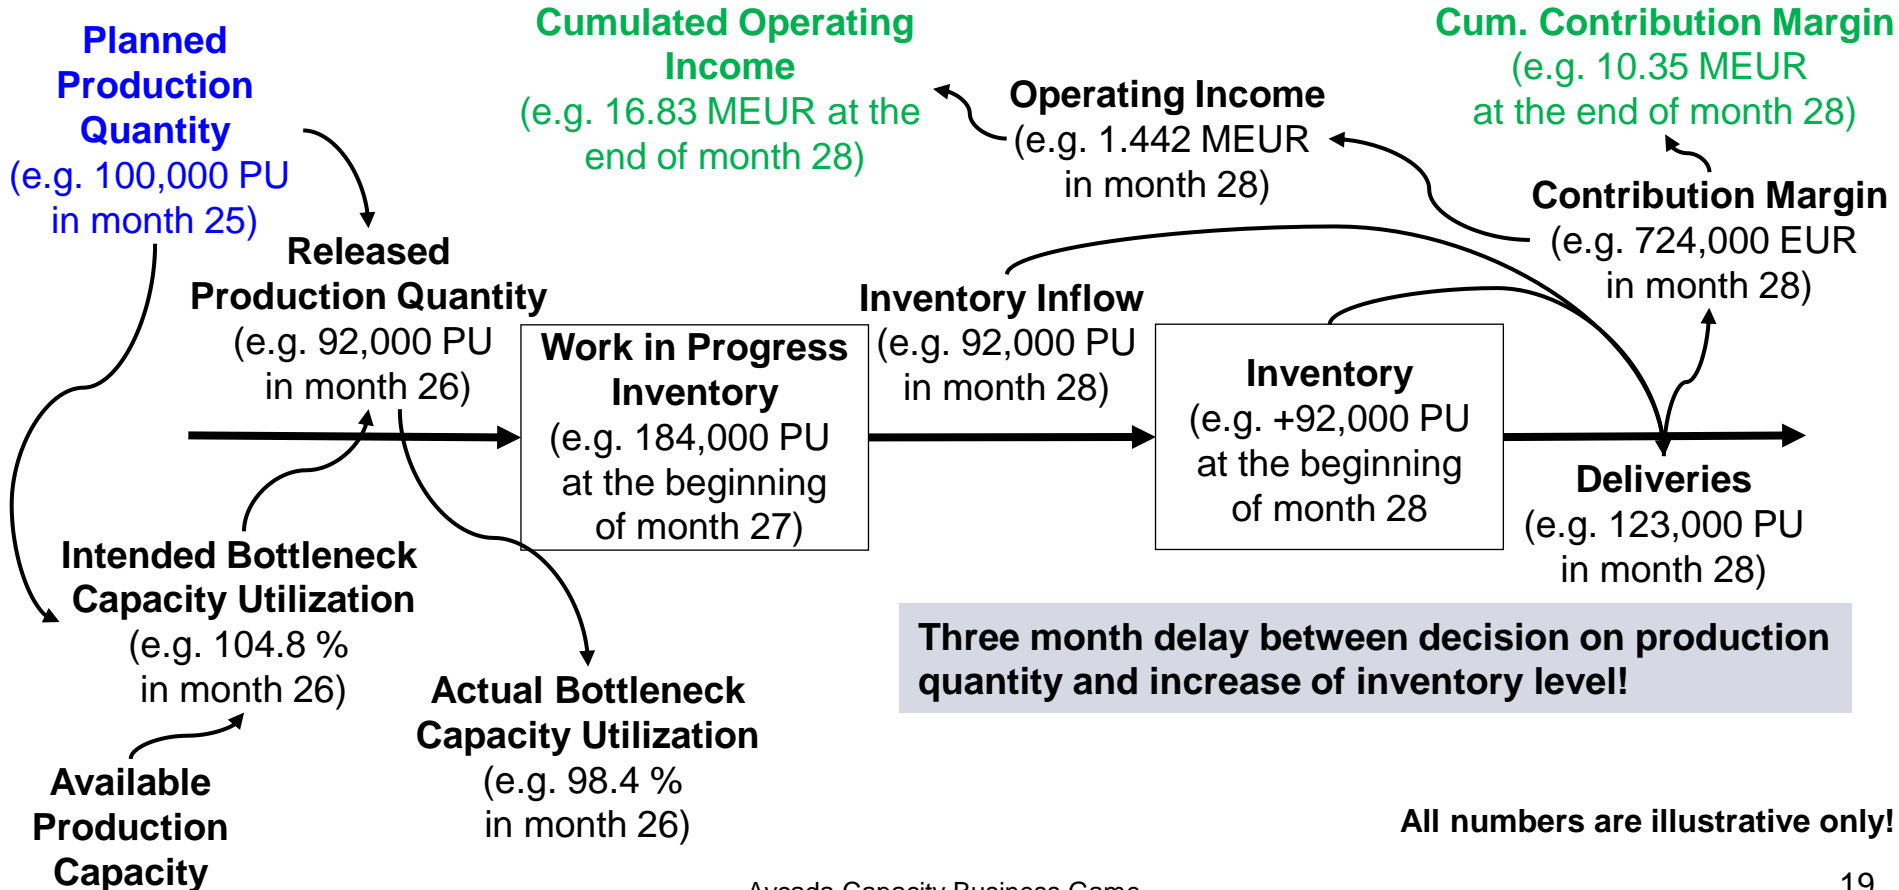 Planned
Production
Quantity
(e.g. 100,000 PU
in month 25)
Cumulated Operating
Income
(e.g. 16.83 MEUR at the
end of month 28)
Operating Income
(e.g. 1.442 MEUR
in month 28)
Cum. Contribution Margin
(e.g. 10.35 MEUR
at the end of month 28)
Contribution Margin
(e.g. 724,000 EUR
in month 28)
Released
Production Quantity
(e.g. 92,000 PU
in month 26)
Work in Progress
Inventory
(e.g. 184,000 PU
at the beginning
of month 27)
Inventory Inflow
(e.g. 92,000 PU
in month 28)
Inventory
(e.g. +92,000 PU
at the beginning
of month 28
Deliveries
(e.g. 123,000 PU
in month 28)
Intended Bottleneck
Capacity Utilization
(e.g. 104.8 %
in month 26)
Actual Bottleneck
Capacity Utilization
(e.g. 98.4 %
in month 26)
Three month delay between decision on production
quantity and increase of inventory level!
Available
Production
Capacity
All numbers are illustrative only!
Capacity Business Game
19